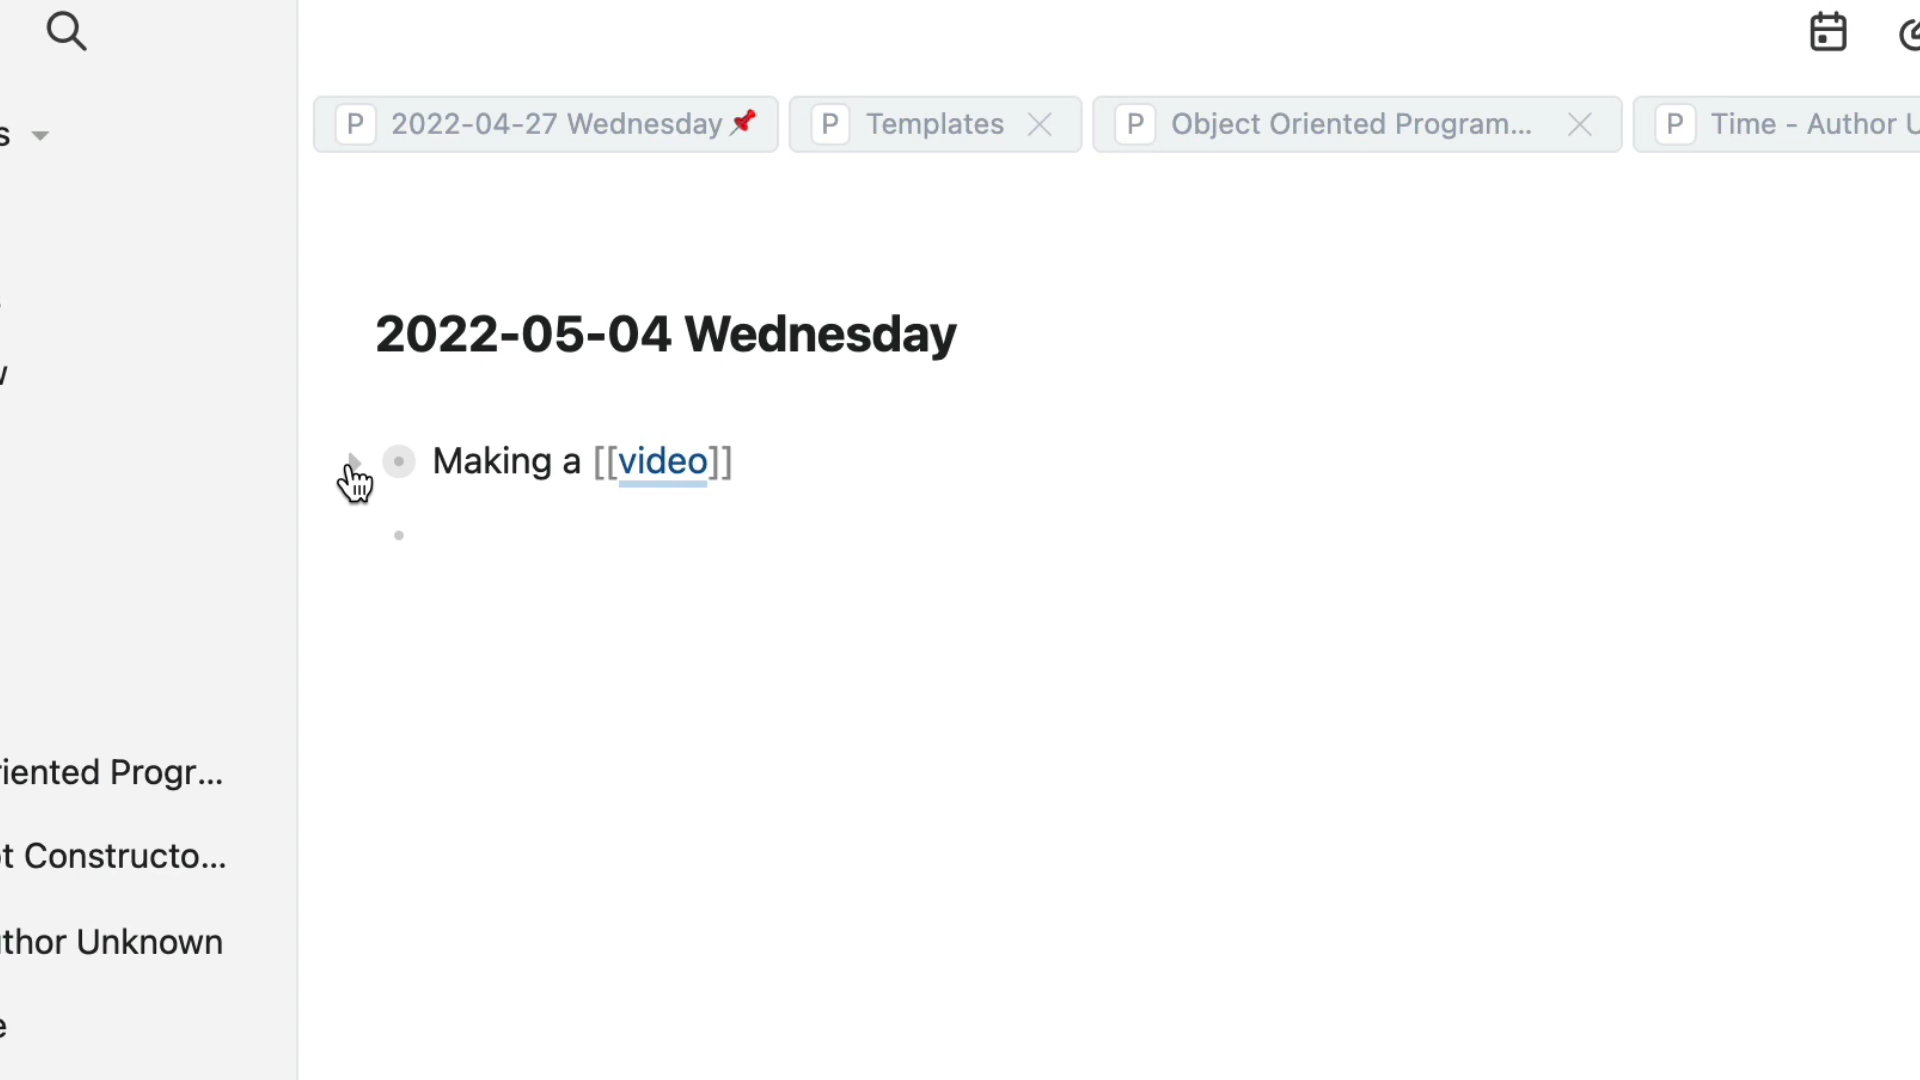 P 2022-04-27 Wednesday
P Templates
P Object Oriented Program...
P Time - Author U
s
2022-05-04 Wednesday
Making a [[video]]
riented Progr...
t Constructo...
thor Unknown
e